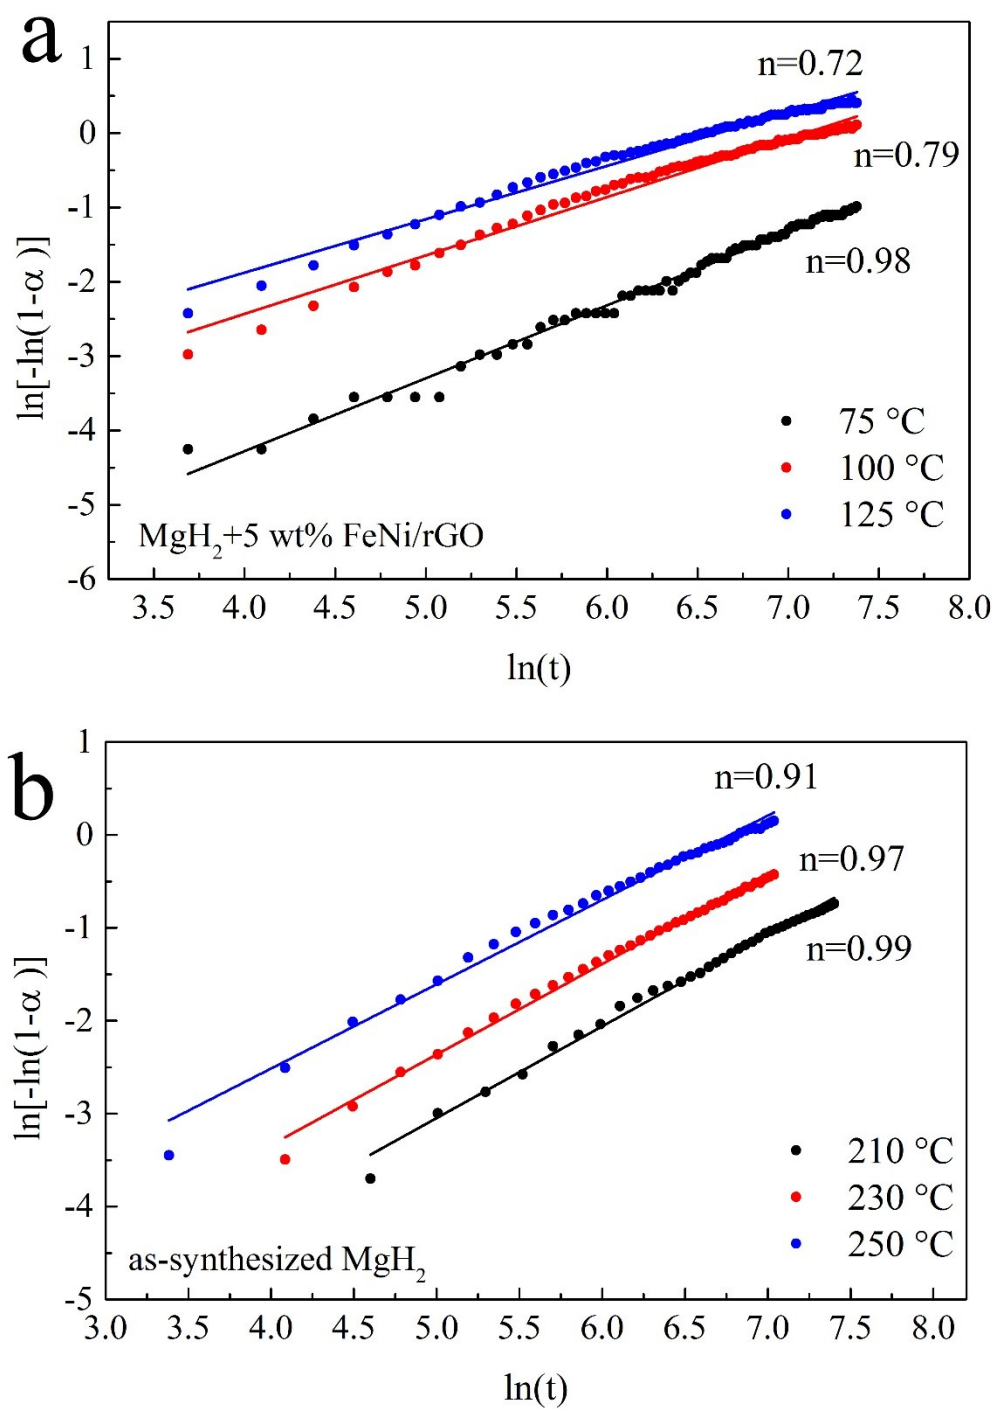 a
1
0
-1
-2
-3
-4
-5
-6
ln[-ln(1-α )]
n=0.72
n=0.79
n=0.98
75 °C
100 °C
125 °C
MgH2+5 wt% FeNi/rGO
3.5 4.0 4.5 5.0 5.5 6.0 6.5 7.0 7.5 8.0
ln(t)
b
1
0
-1
-2
-3
-4
-5
ln[-ln(1-α )]
n=0.91
n=0.97
n=0.99
210 °C
230 °C
250 °C
as-synthesized MgH2
3.0 3.5 4.0 4.5 5.0 5.5 6.0 6.5 7.0 7.5 8.0
ln(t)